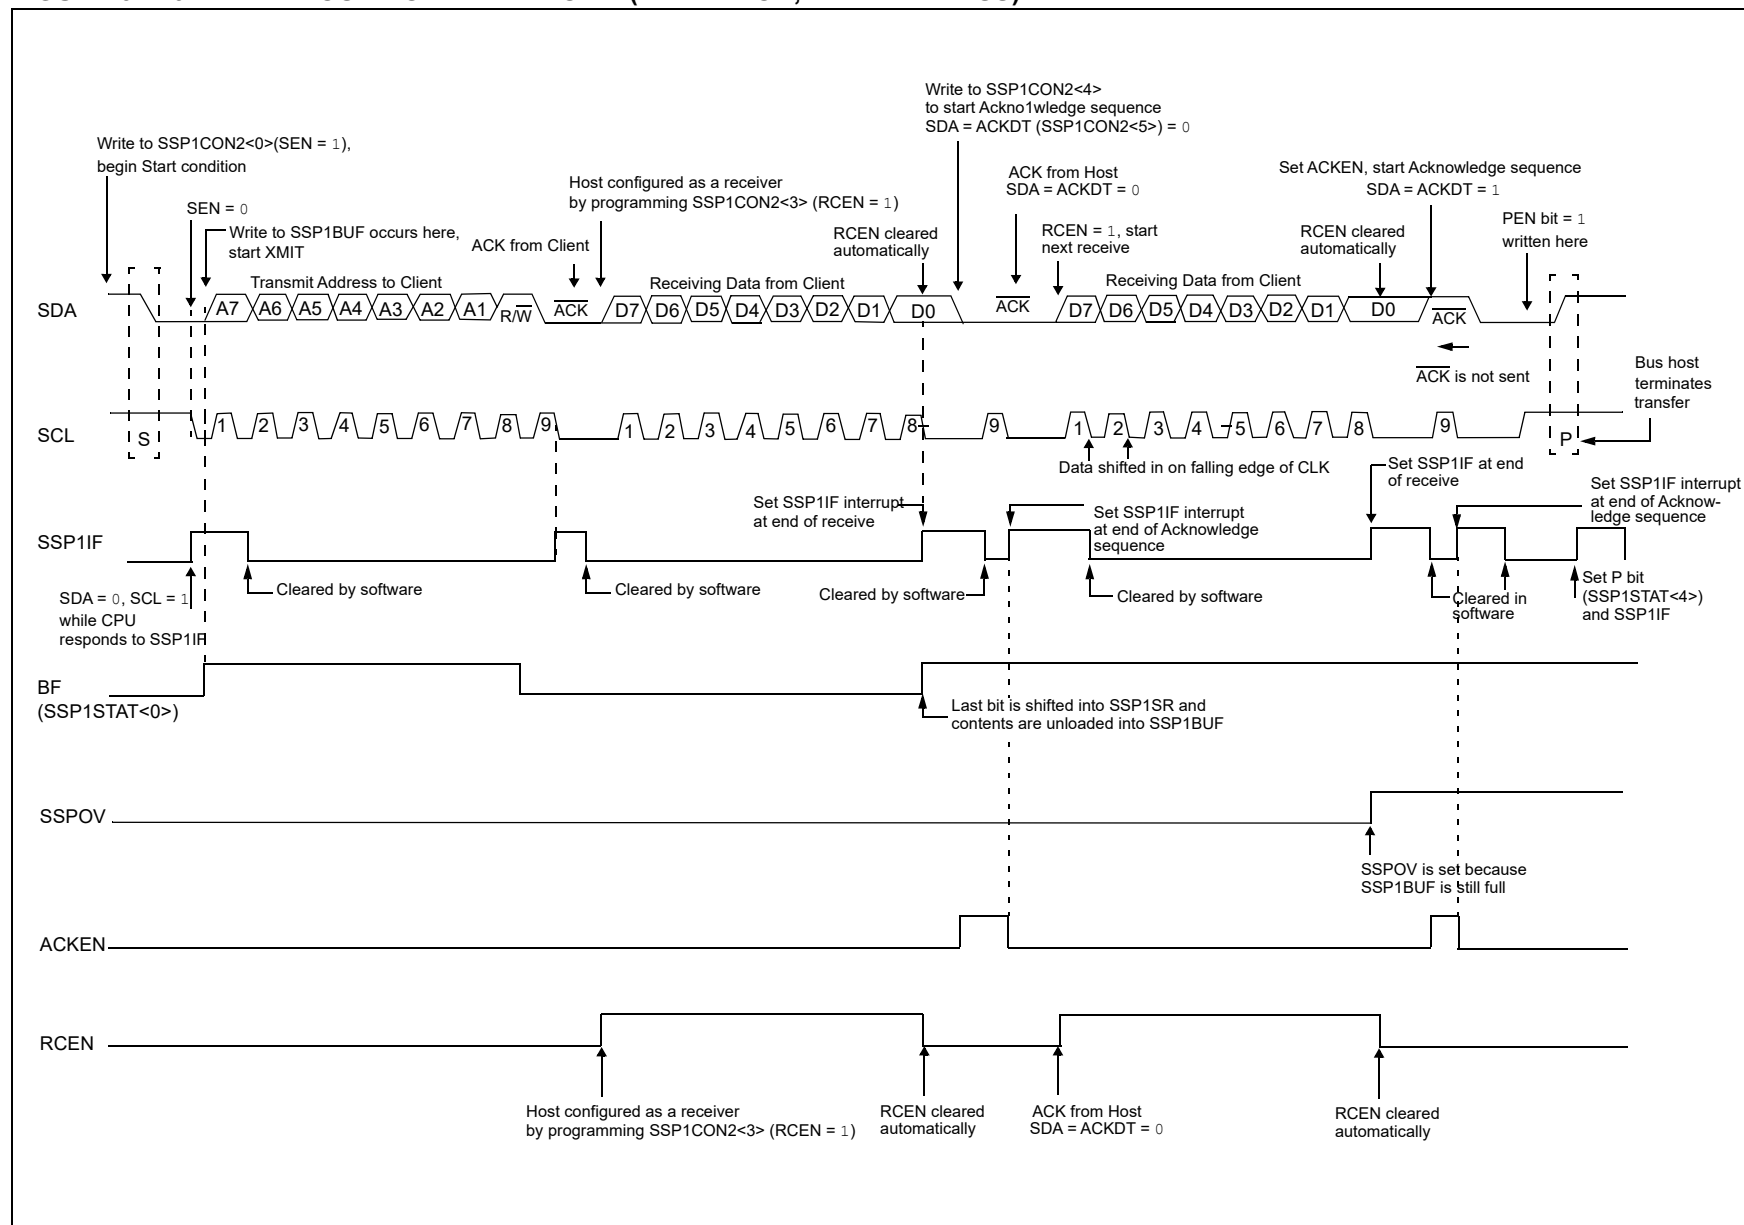 Write to SSP1CON2<4>
to start Ackno1wledge sequence
SDA = ACKDT (SSP1CON2<5>) = 0
Write to SSP1CON2<0>(SEN = 1),
begin Start condition
ACK from Host
SDA = ACKDT = 0
Set ACKEN, start Acknowledge sequence
SDA = ACKDT = 1
Host configured as a receiver
by programming SSP1CON2<3> (RCEN = 1)
SEN = 0
Write to SSP1BUF occurs here,
start XMIT
ACK from Client
RCEN cleared
automatically
RCEN = 1, start
next receive
RCEN cleared
automatically
PEN bit = 1
written here
Transmit Address to Client
Receiving Data from Client
Receiving Data from Client
SDA
A7 A6 A5 A4 A3 A2 A1 R/W ACK D7 D6 D5 D4 D3 D2 D1 D0 ACK D7 D6 D5 D4 D3 D2 D1 D0 ACK
ACK is not sent
Bus host
terminates
transfer
SCL
S 1 2 3 4 5 6 7 8 9 1 2 3 4 5 6 7 8 9 1 2 3 4 5 6 7 8 9 P
Data shifted in on falling edge of CLK
Set SSP1IF at end
of receive
Set SSP1IF interrupt
at end of receive
Set SSP1IF interrupt
at end of Acknowledge
sequence
Set SSP1IF interrupt
at end of Acknow-
ledge sequence
SSP1IF
Cleared by software
Cleared by software
Cleared by software
Cleared by software
Cleared in
software
Set P bit
(SSP1STAT<4>)
and SSP1IF
SDA = 0, SCL = 1
while CPU
responds to SSP1IF
BF
(SSP1STAT<0>)
Last bit is shifted into SSP1SR and
contents are unloaded into SSP1BUF
SSPOV
SSPOV is set because
SSP1BUF is still full
ACKEN
RCEN
Host configured as a receiver
by programming SSP1CON2<3> (RCEN = 1)
RCEN cleared
automatically
ACK from Host
SDA = ACKDT = 0
RCEN cleared
automatically